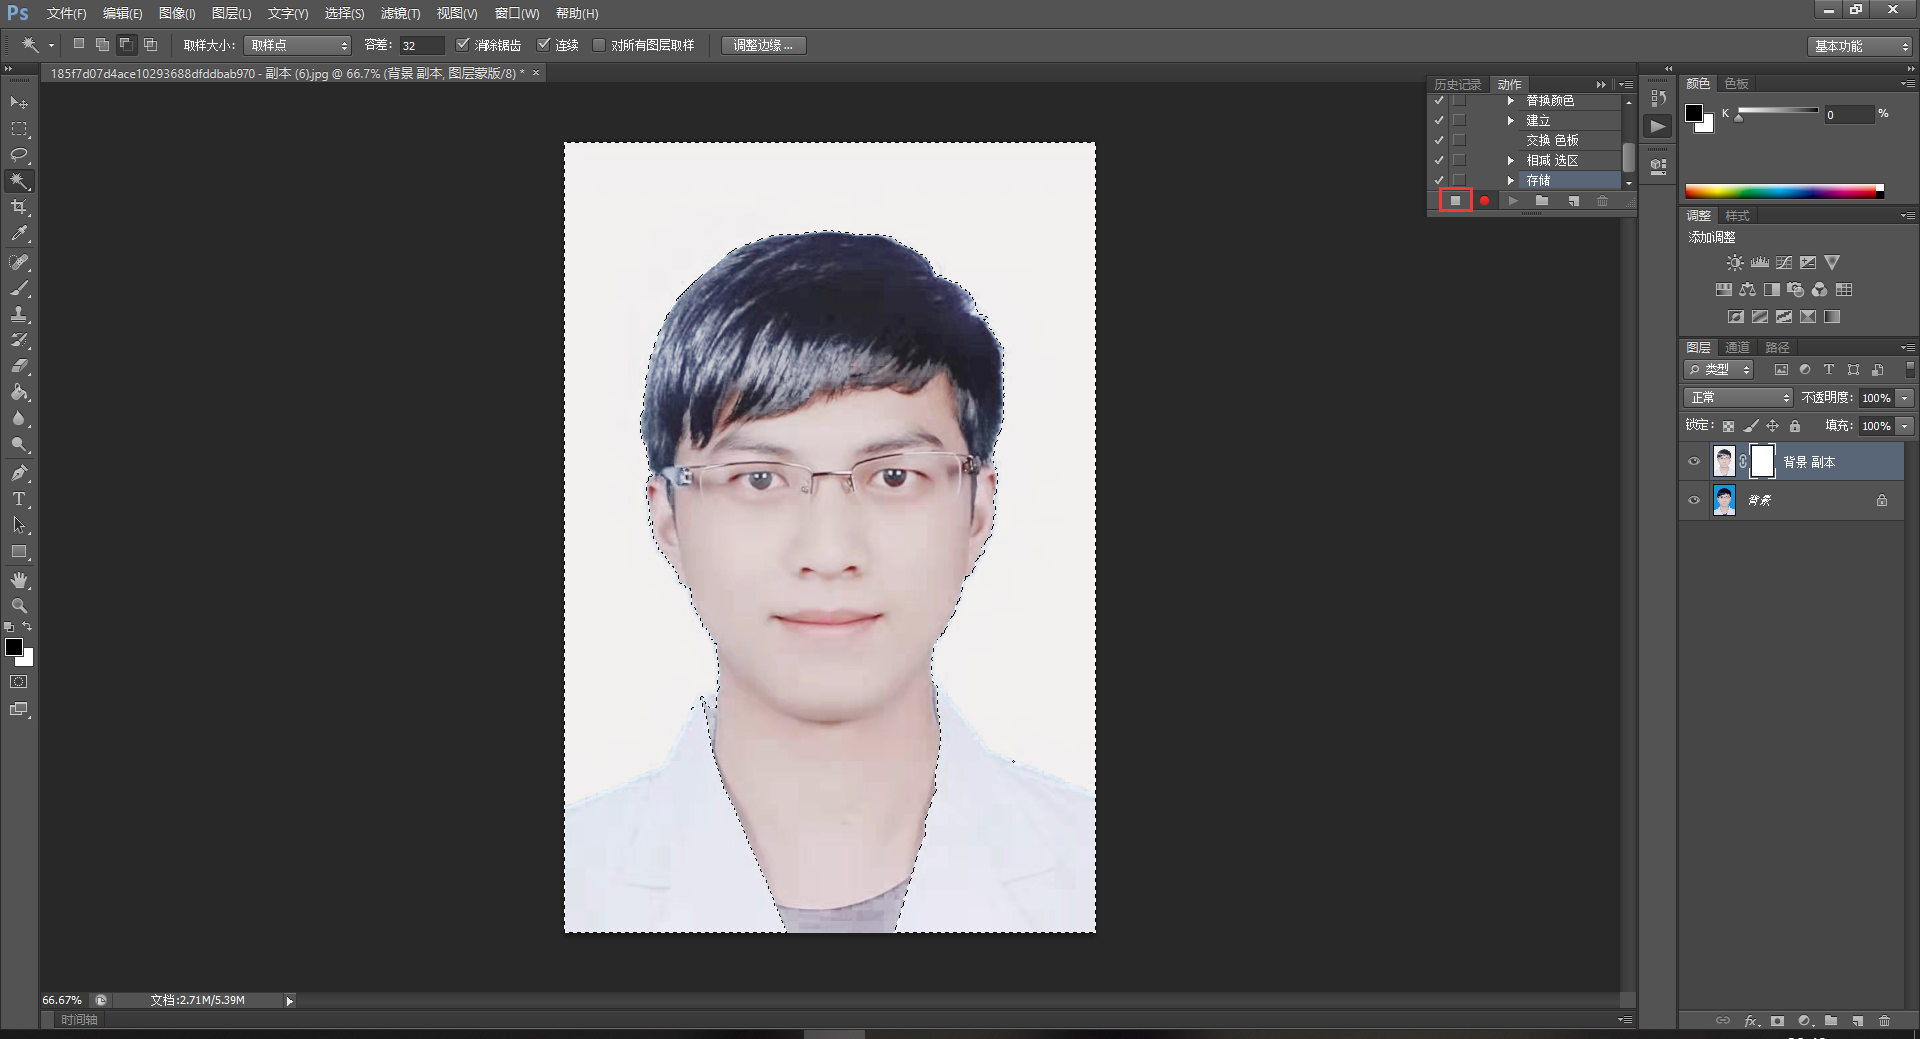 Ps 文件(F) 编辑(E) 图像(I) 图层(L) 文字(Y) 选择(S) 滤镜(T) 视图(V) 窗口(W) 帮助(H)
取样大小: 取样点 容差: 32 消除锯齿 连续 对所有图层取样 调整边缘... 基本功能
185f7d07d4ace10293688dfddbab970 - 副本 (6).jpg @ 66.7% (背景 副本, 图层蒙版/8) * ×
历史记录 动作
替换颜色
建立
交换 色板
相减 选区
存储
颜色 色板
K 0 %
调整 样式
添加调整
图层 通道 路径
类型
正常 不透明度: 100%
锁定: 填充: 100%
背景 副本
背景
66.67% 文档:2.71M/5.39M
时间轴